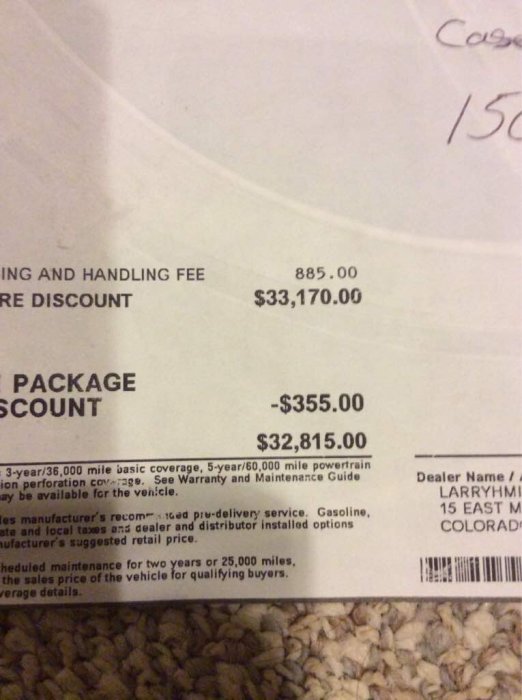 150
ING AND HANDLING FEE 885.00
RE DISCOUNT $33,170.00
PACKAGE
SCOUNT -$355.00
$32,815.00
3-year/36,000 mile basic coverage, 5-year/60,000 mile powertrain
ion perforation coverage. See Warranty and Maintenance Guide
ay be available for the vehicle.
les manufacturer's recommended pre-delivery service. Gasoline,
ate and local taxes and dealer and distributor installed options
nufacturer's suggested retail price.
heduled maintenance for two years or 25,000 miles,
the sales price of the vehicle for qualifying buyers.
verage details.
Dealer Name /
LARRYHMI
15 EAST M
COLORAD